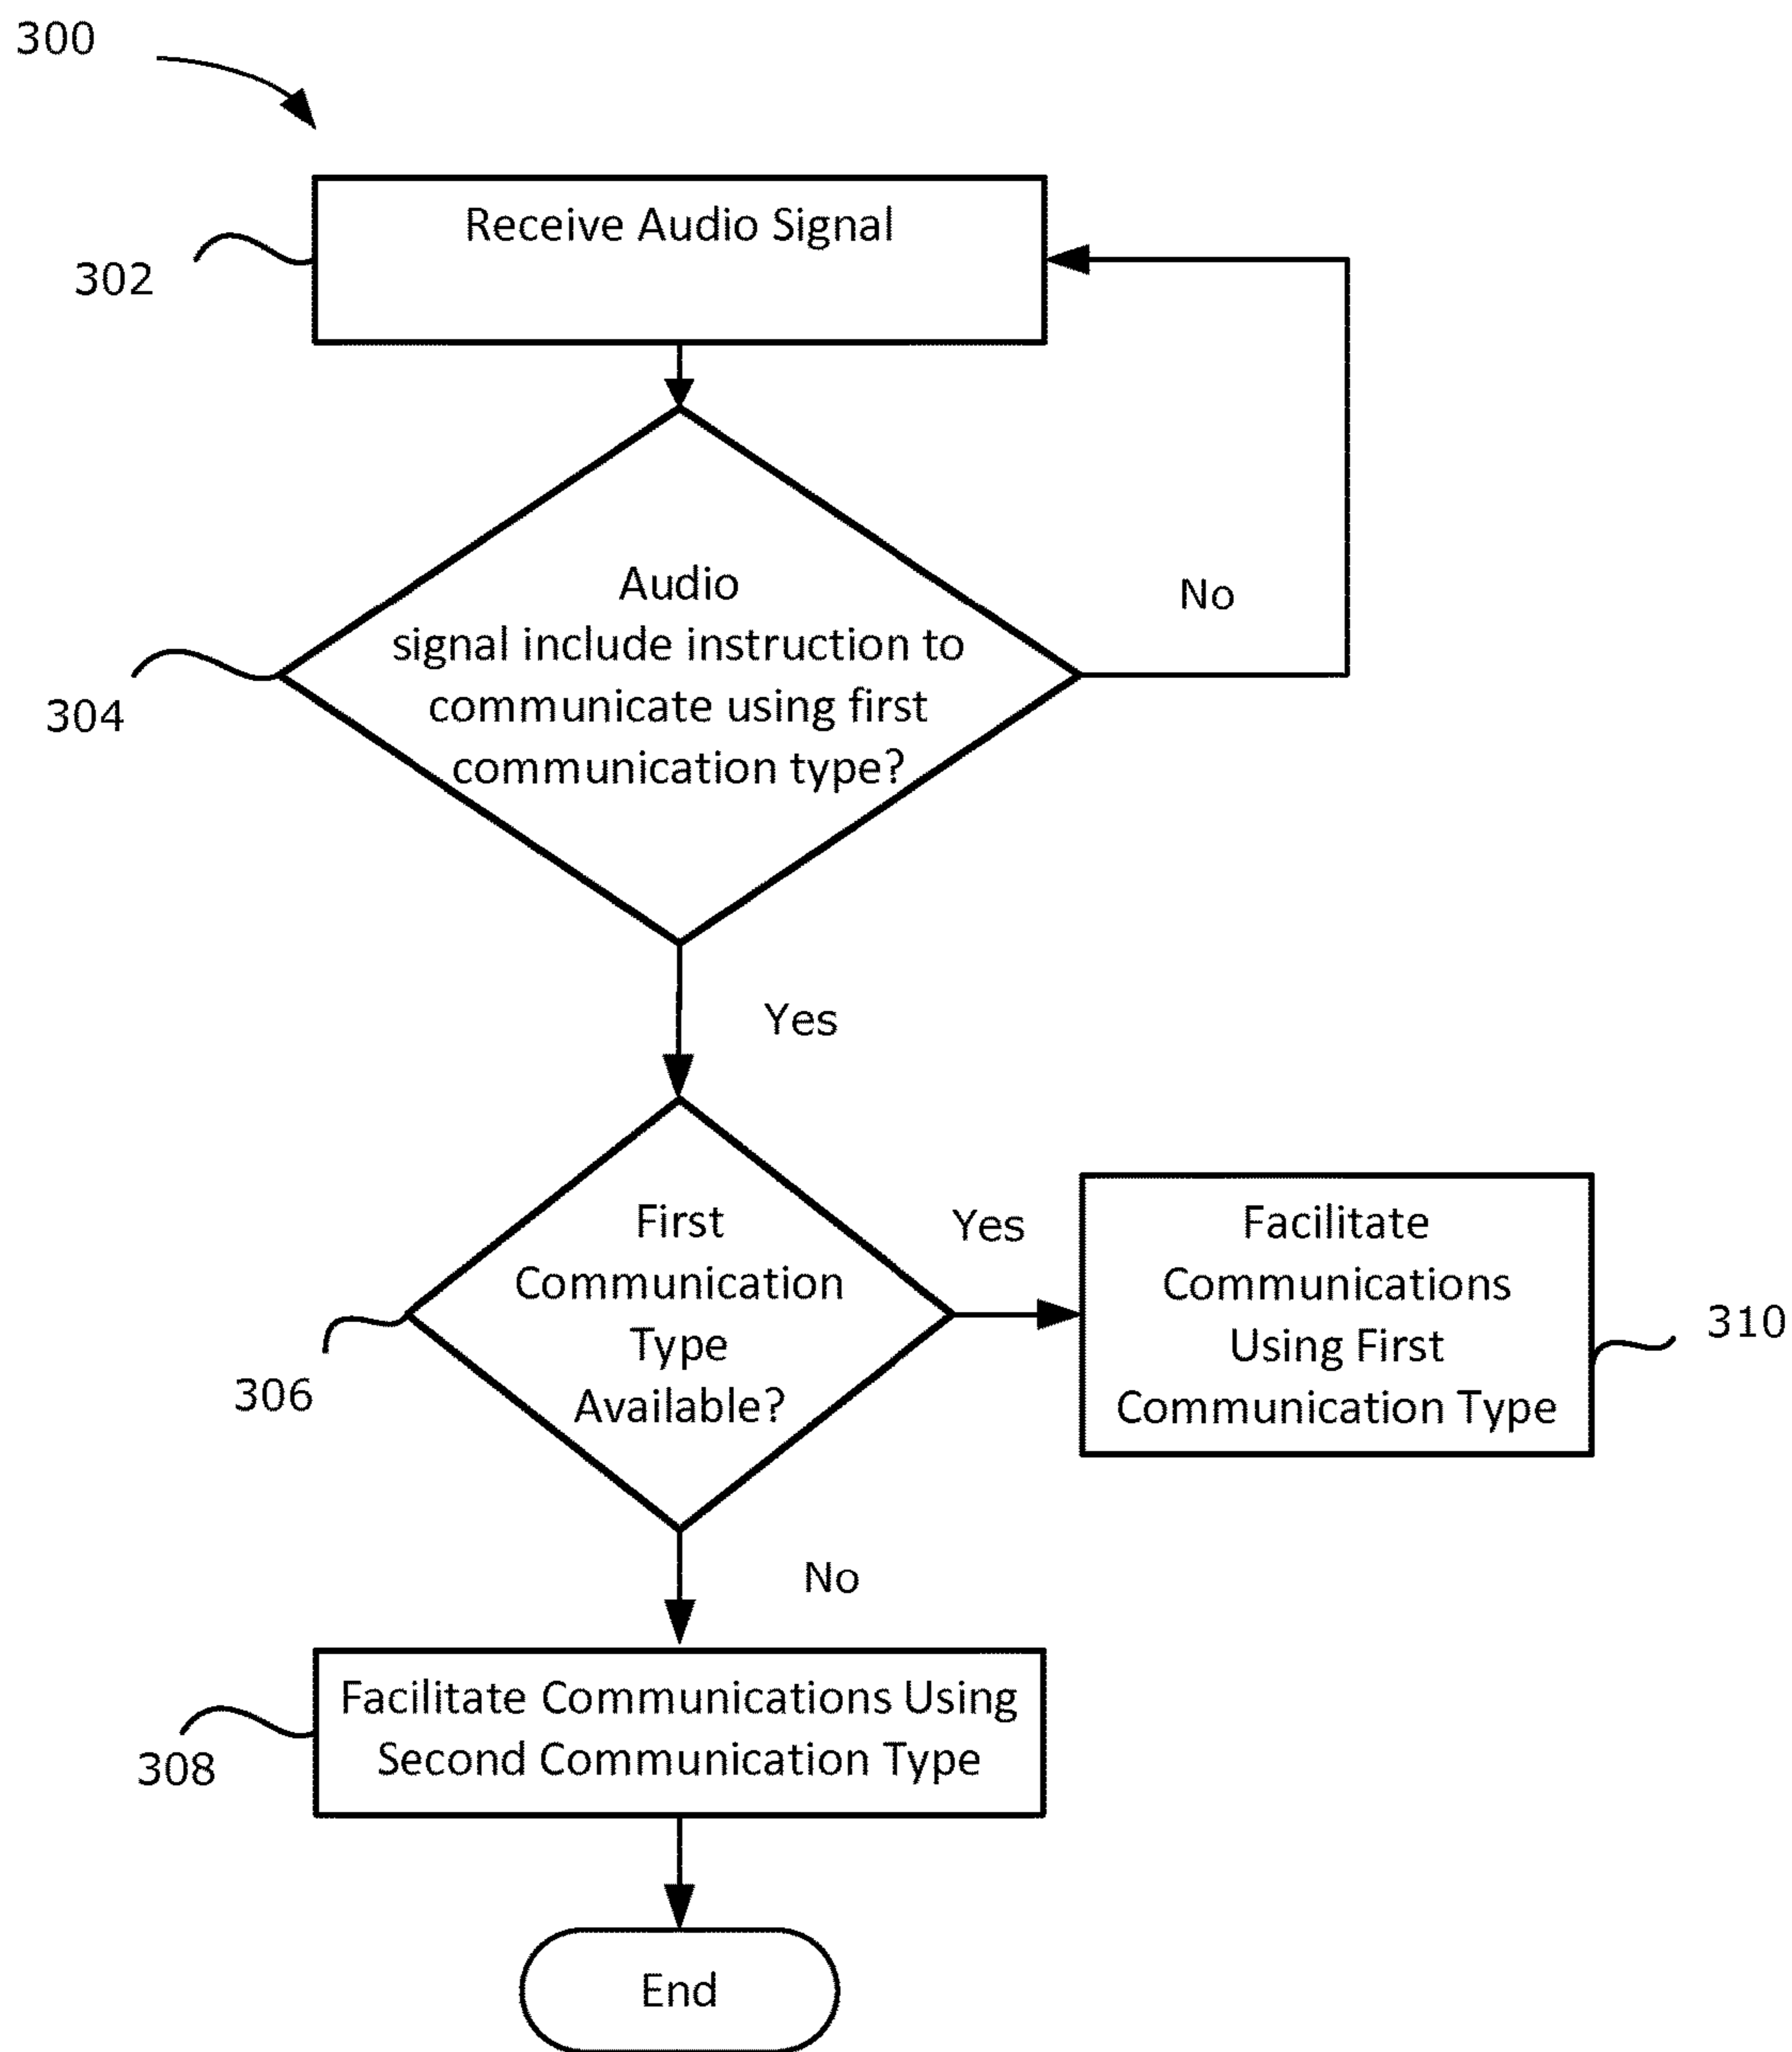 300
Receive Audio Signal
302
Audio
signal include instruction to
communicate using first
communication type?
No
304
Yes
First
Communication
Type
Available?
Yes
306
Facilitate
Communications
Using First
Communication Type
310
No
Facilitate Communications Using
Second Communication Type
308
End